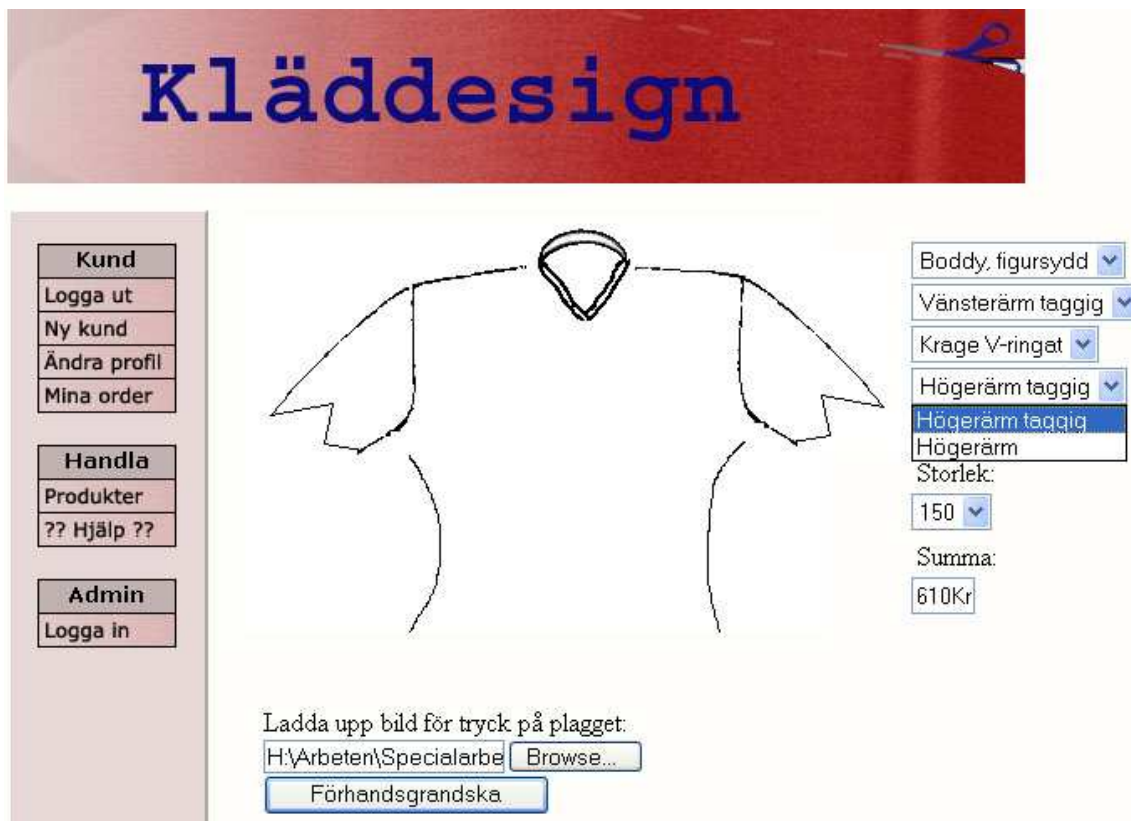 Kläddesign
Kund
Logga ut
Ny kund
Ändra profil
Mina order
Handla
Produkter
?? Hjälp ??
Admin
Logga in
Boddy, figursydd
Vänsterärm taggig
Krage V-ringat
Högerärm taggig
Högerärm taggig
Högerärm
Storlek:
150
Summa:
610Kr
Ladda upp bild för tryck på plagget:
H:\Arbeten\Specialarbe Browse...
Förhandsgrandska